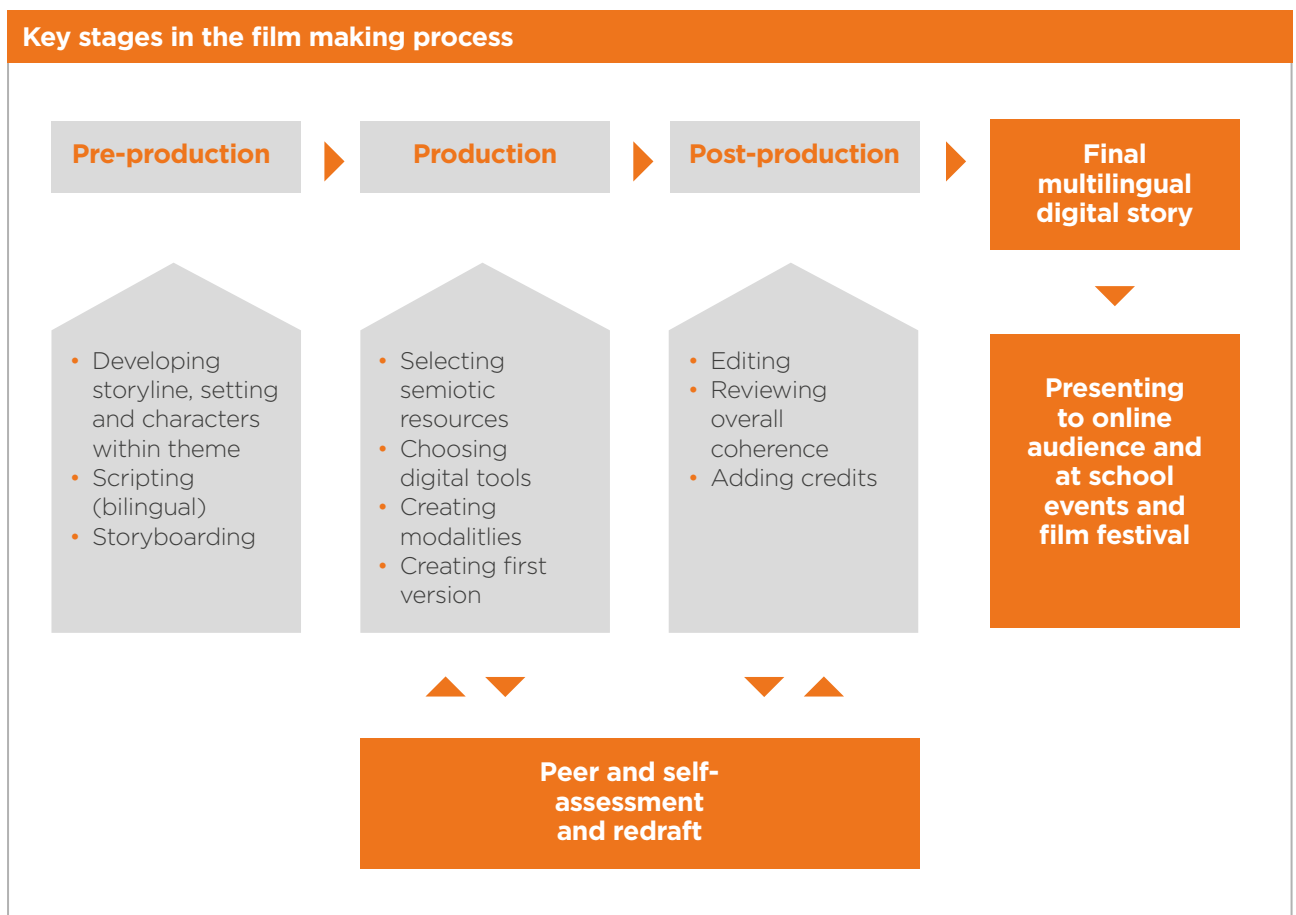 Key stages in the film making process
Pre-production
Production
Post-production
Final
multilingual
digital story
• Developing
storyline, setting
and characters
within theme
• Scripting
(bilingual)
• Storyboarding
• Selecting
semiotic
resources
• Choosing
digital tools
• Creating
modalitlies
• Creating first
version
• Editing
• Reviewing
overall
coherence
• Adding credits
Presenting
to online
audience and
at school
events and
film festival
Peer and self-
assessment
and redraft